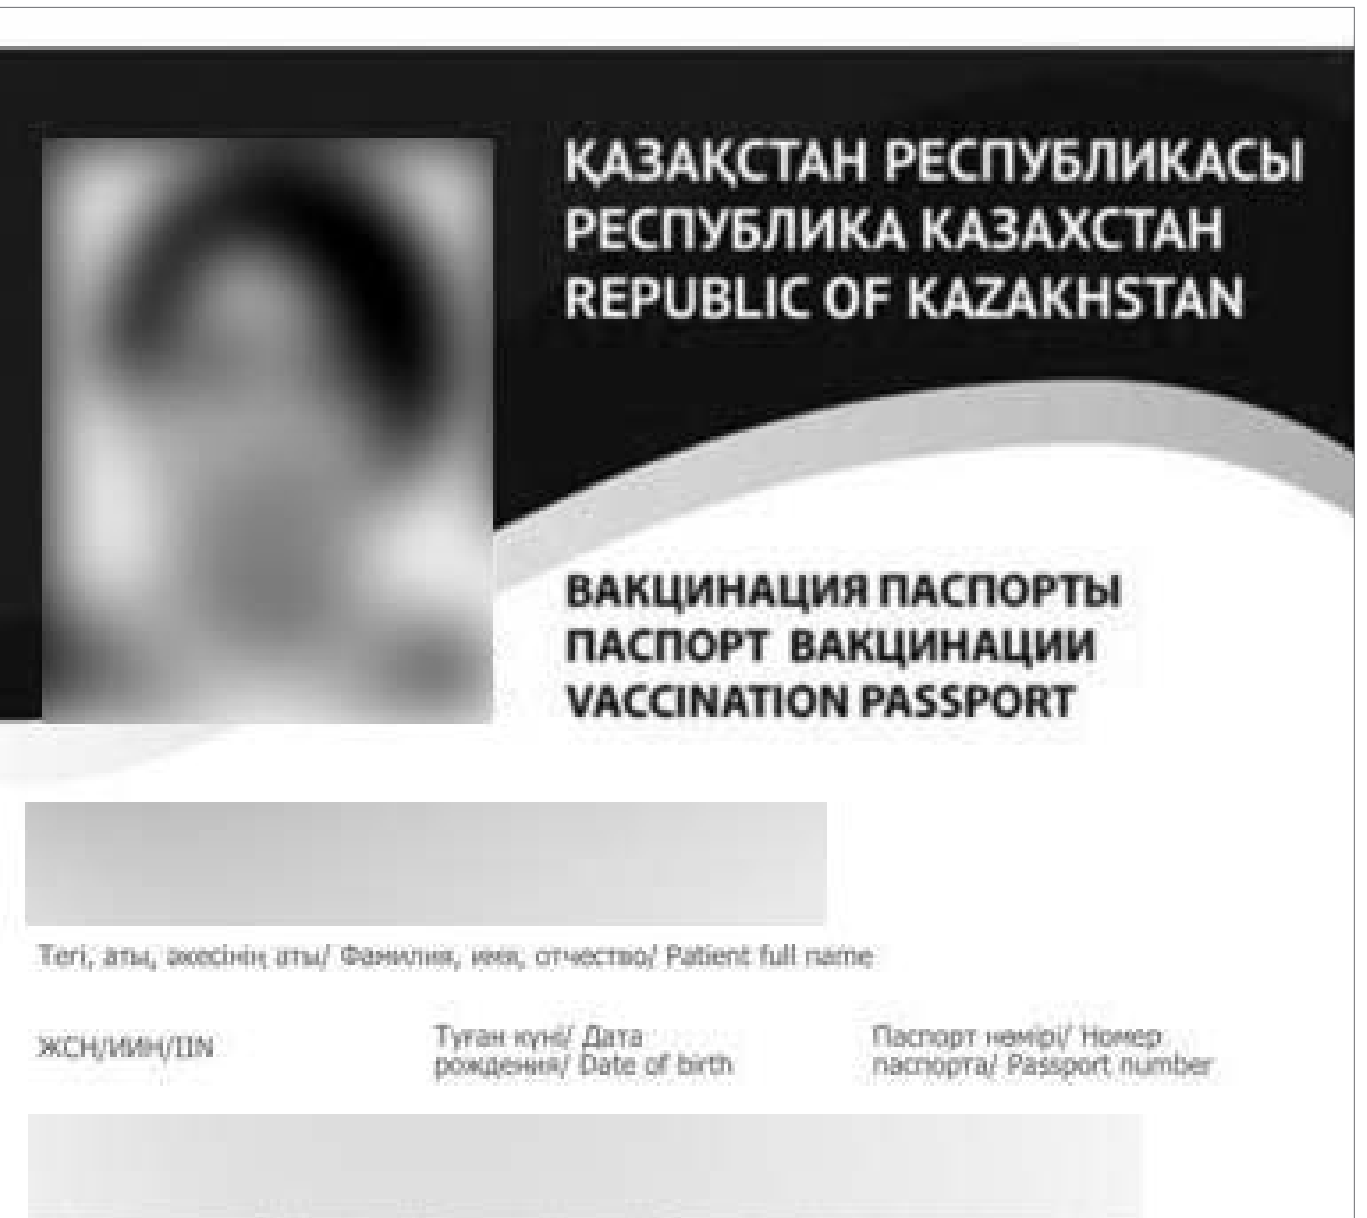 ҚАЗАҚСТАН РЕСПУБЛИКАСЫ
РЕСПУБЛИКА КАЗАХСТАН
REPUBLIC OF KAZAKHSTAN
ВАКЦИНАЦИЯ ПАСПОРТЫ
ПАСПОРТ ВАКЦИНАЦИИ
VACCINATION PASSPORT
Тегі, аты, әкесінің аты/ Фамилия, имя, отчество/ Patient full name
ЖСН/ИИН/IIN
Туған күні/ Дата
рождения/ Date of birth
Паспорт нөмірі/ Номер
паспорта/ Passport number